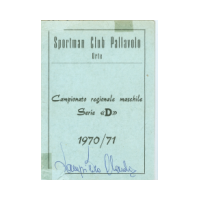 Sportman Club Pallavolo
Campionato regionale maschile
Serie «D»
1970/71